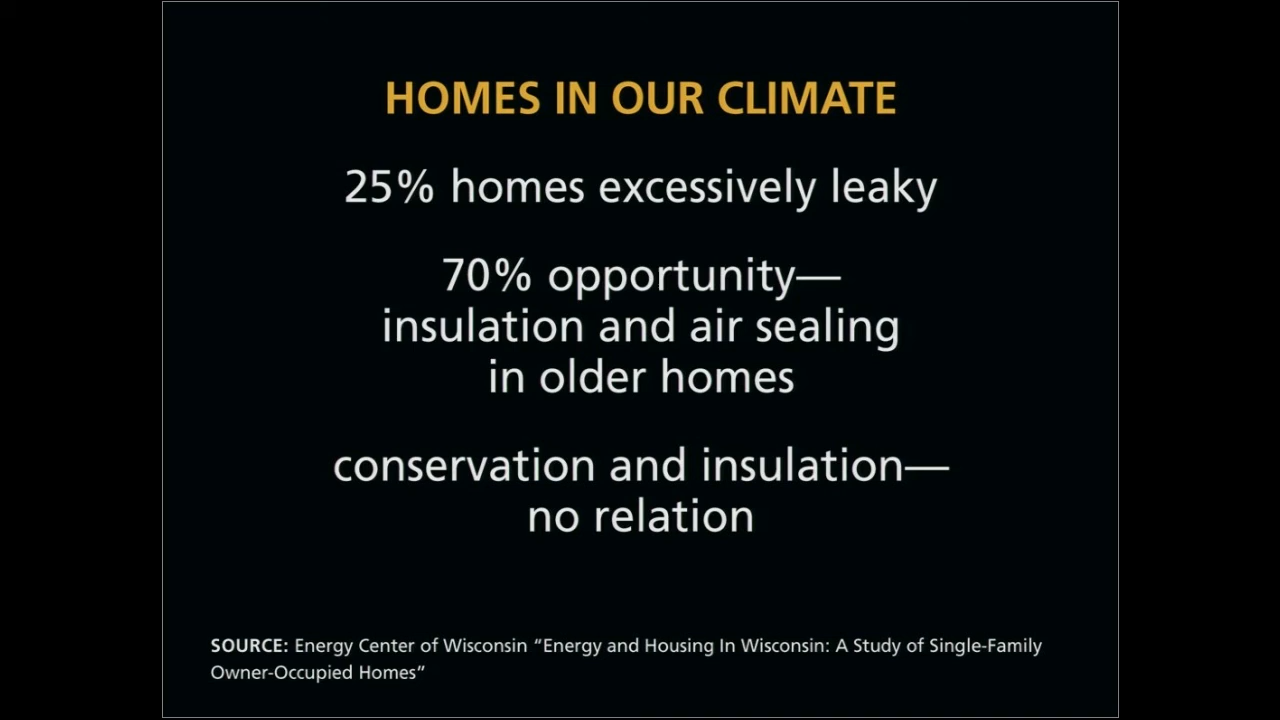 HOMES IN OUR CLIMATE
25% homes excessively leaky
70% opportunity—
insulation and air sealing
in older homes
conservation and insulation—
no relation
SOURCE: Energy Center of Wisconsin “Energy and Housing In Wisconsin: A Study of Single-Family
Owner-Occupied Homes”